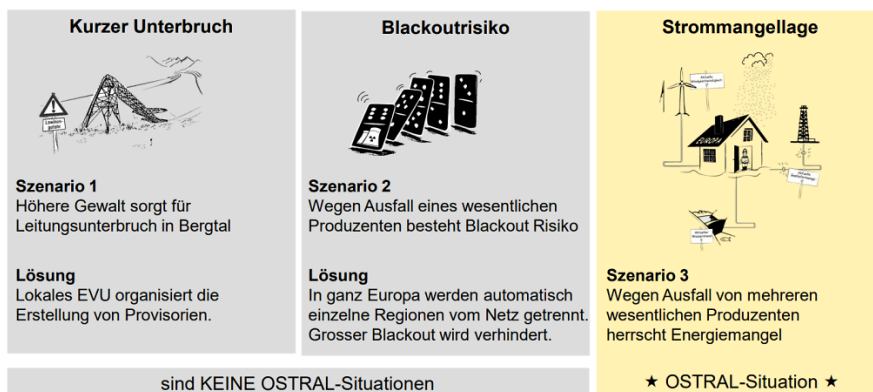 Kurzer Unterbruch
Szenario 1
Höhere Gewalt sorgt für
Leitungsunterbruch in Bergtal
Lösung
Lokales EVU organisiert die
Erstellung von Provisorien.
Blackoutrisiko
Szenario 2
Wegen Ausfall eines wesentlichen
Produzenten besteht Blackout Risiko
Lösung
In ganz Europa werden automatisch
einzelne Regionen vom Netz getrennt.
Grosser Blackout wird verhindert.
sind KEINE OSTRAL-Situationen
Strommangellage
EUROPA
Szenario 3
Wegen Ausfall von mehreren
wesentlichen Produzenten
herrscht Energiemangel
★ OSTRAL-Situation ★